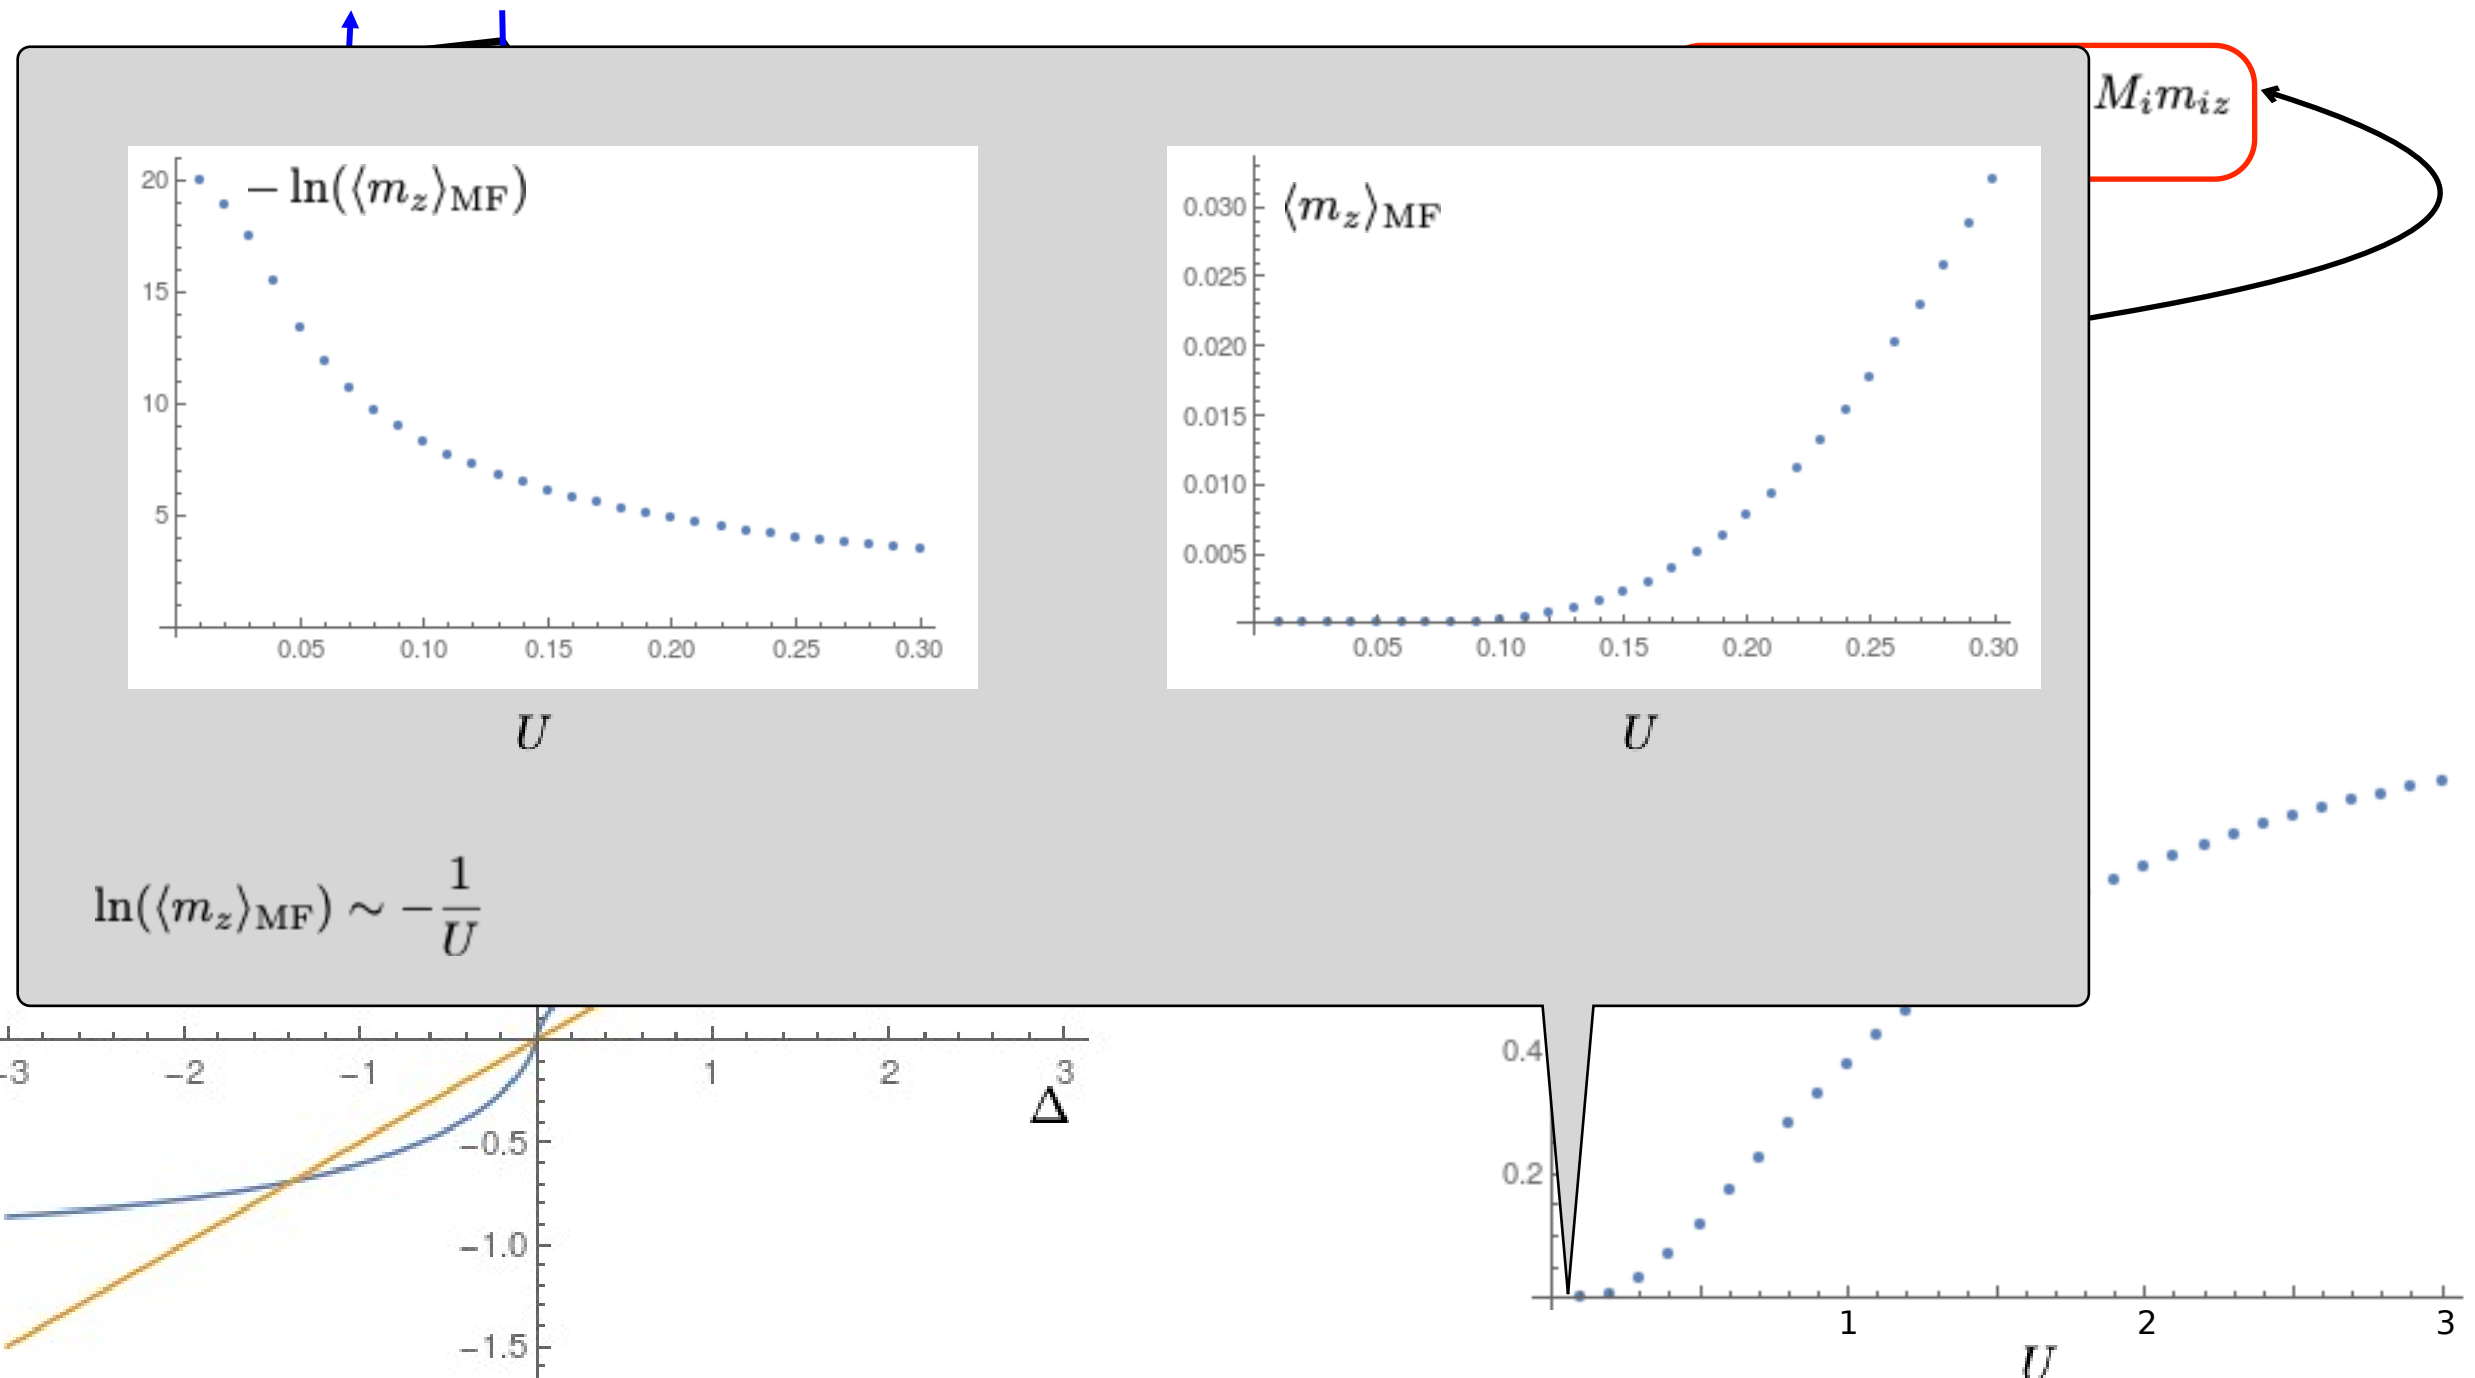 M_i m_{iz}
− ln(⟨m_z⟩_MF)
20
15
10
5
0.05 0.10 0.15 0.20 0.25 0.30
U
⟨m_z⟩_MF
0.030
0.025
0.020
0.015
0.010
0.005
0.05 0.10 0.15 0.20 0.25 0.30
U
ln(⟨m_z⟩_MF) ∼ − 1/U
-3 −2 −1 1 2 3
Δ
−0.5
−1.0
−1.5
0.4
0.2
1 2 3
U